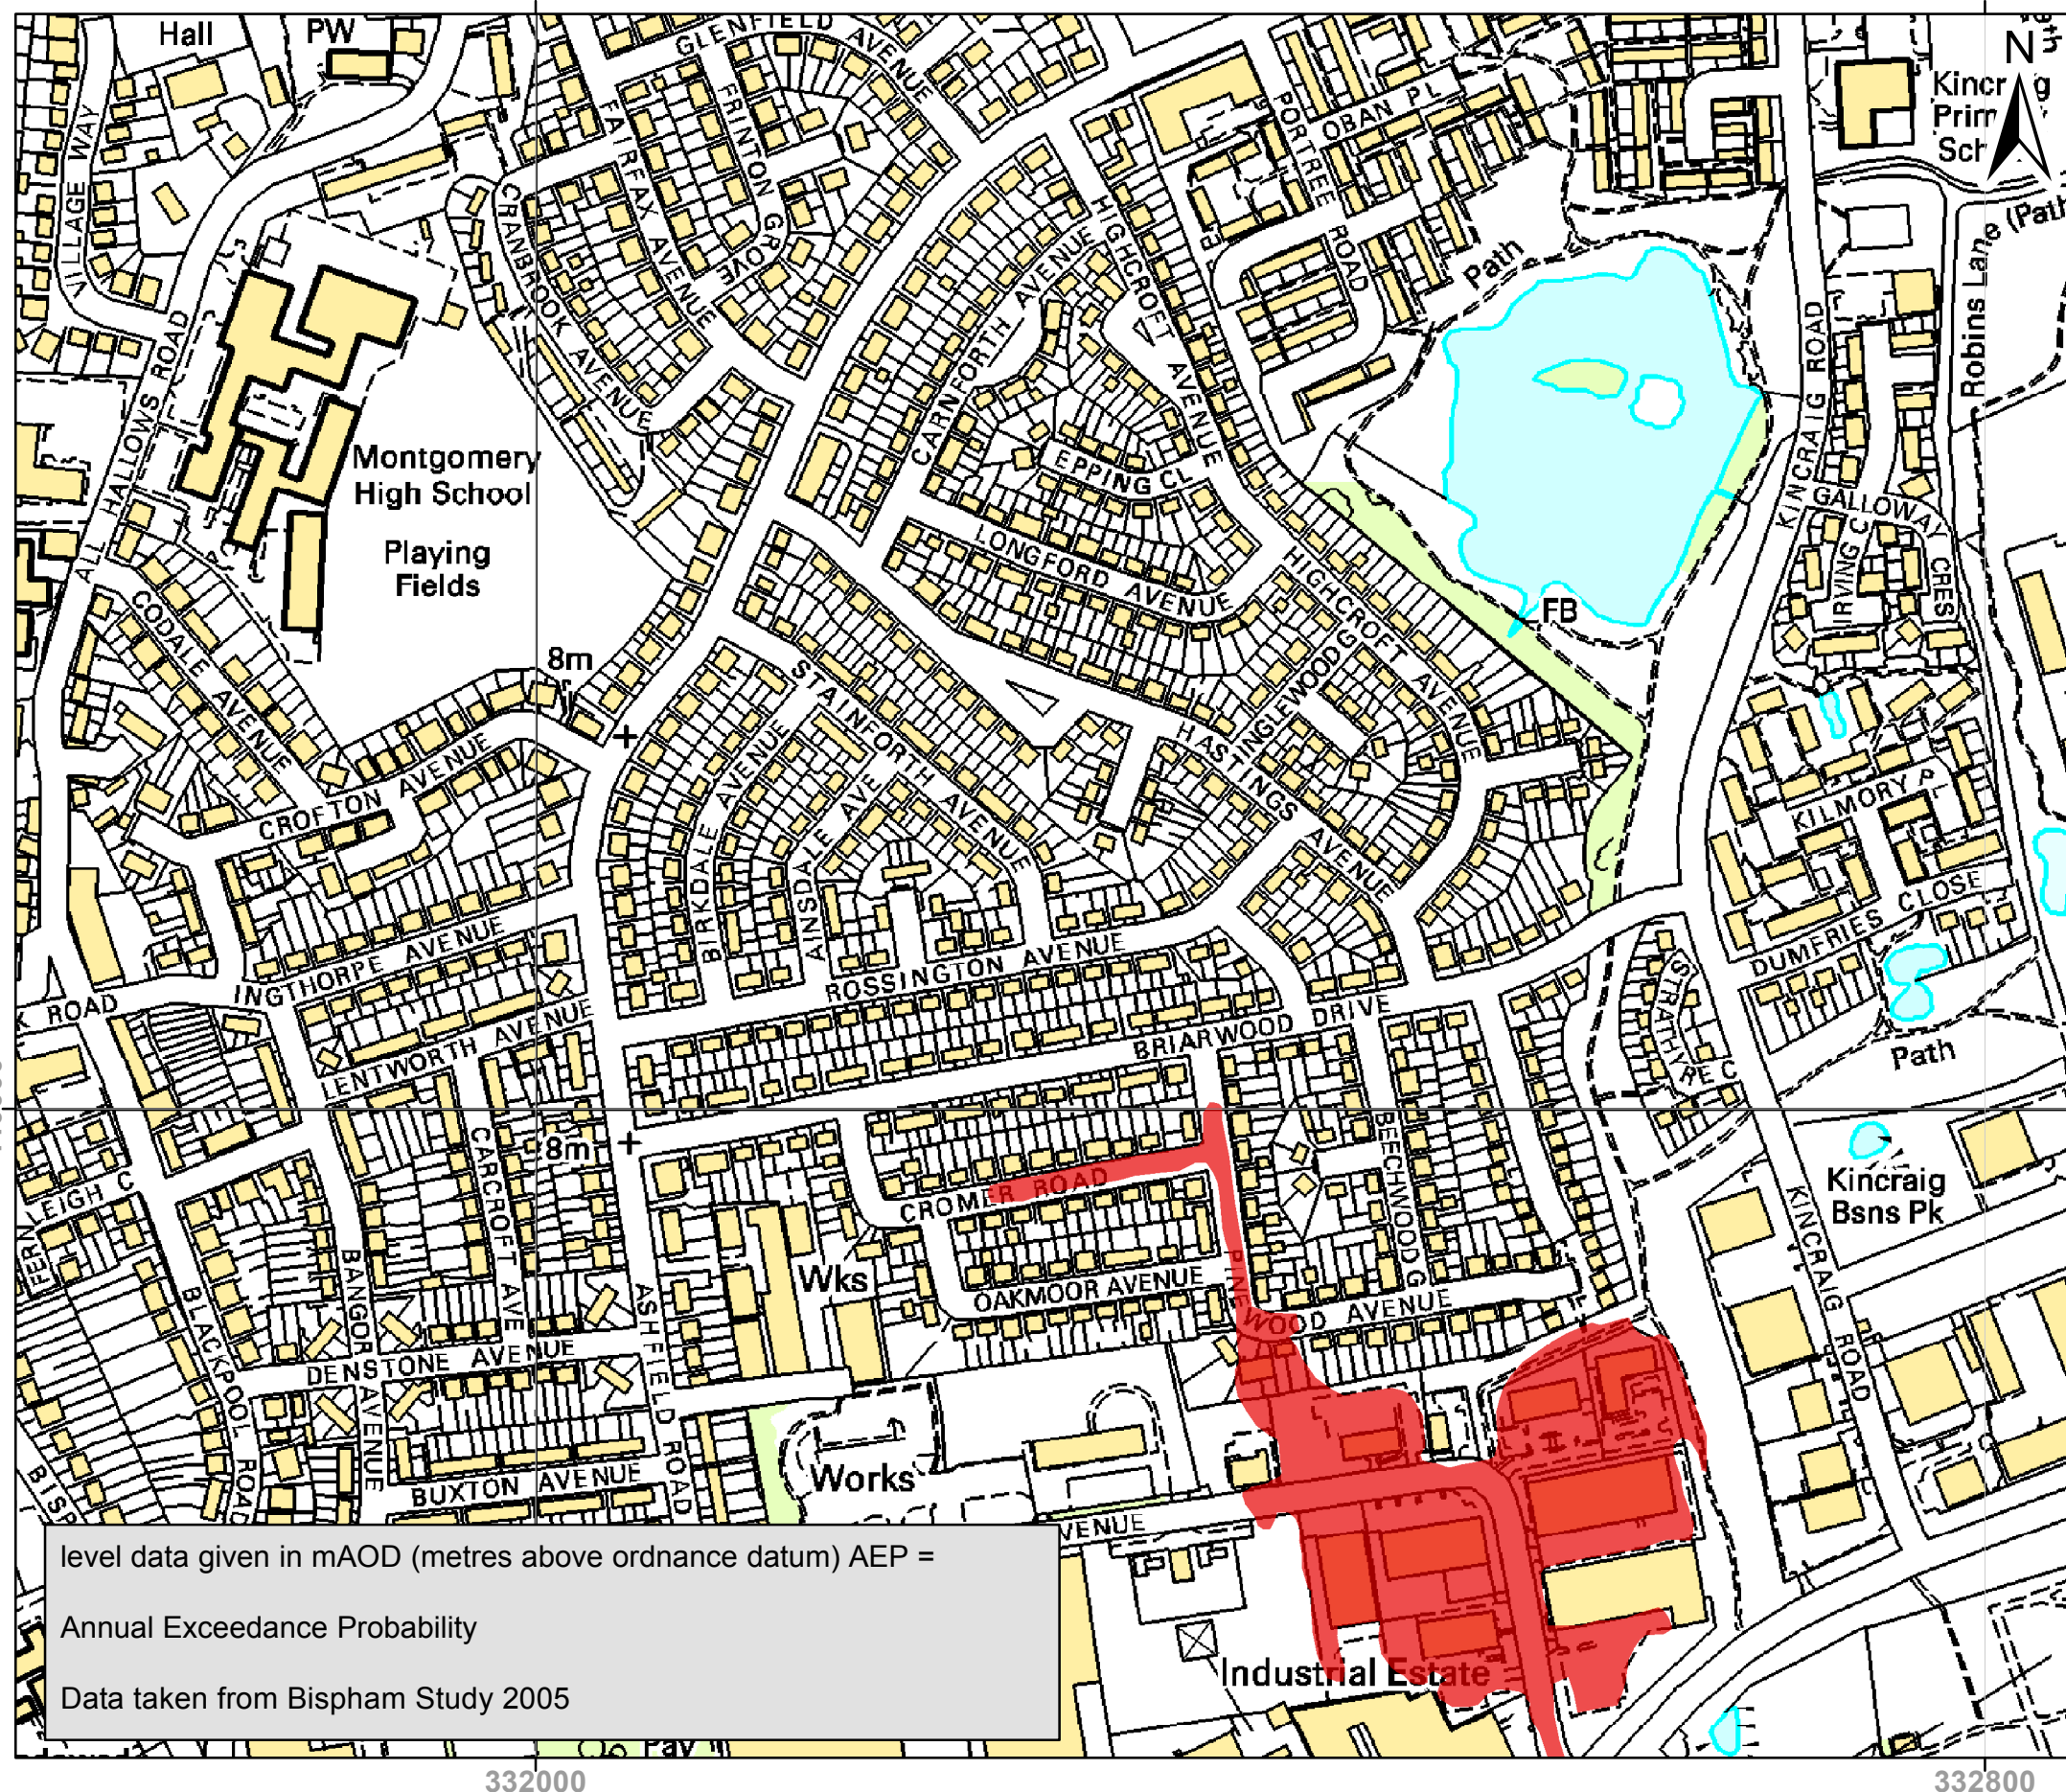 Hall
PW
GLENFIELD AVENUE
N
VILLAGE WAY
FAIRFAX AVENUE
FRINTON GROVE
PORTREE ROAD
OBAN PL
Kincr g
Prim
Sch
CRANBROOK AVENUE
HIGHCROFT AVENUE
Path
Robins Lane (Path
ALL HALLOWS ROAD
CARNFORTH AVENUE
KINCRAIG ROAD
Montgomery
High School
EPPING CL
GALLOWAY CRES
Playing
Fields
LONGFORD AVENUE
HIGHCROFT AVENUE
IRVING C
CODALE AVENUE
FB
8m
STAINFORTH AVENUE
INGLEWOOD G
HASTINGS AVENUE
CROFTON AVENUE
BIRKDALE AVENUE
AINSDALE AVE
KILMORY P
DUMFRIES CLOSE
INGTHORPE AVENUE
ROSSINGTON AVENUE
K ROAD
STRATHYRE C
LENTWORTH AVENUE
BRIARWOOD DRIVE
Path
8m
CARCROFT AVE
BEECHWOOD G
FERNLEIGH C
CROMER ROAD
Kincraig
Bsns Pk
BANGOR AVENUE
Wks
OAKMOOR AVENUE
PINEWOOD AVENUE
KINCRAIG ROAD
BLACKPOOL ROAD
ASHFIELD ROAD
DENSTONE AVENUE
BISP
BUXTON AVENUE
Works
VENUE
level data given in mAOD (metres above ordnance datum) AEP =
Annual Exceedance Probability
Data taken from Bispham Study 2005
Industrial Estate
Pav
332000
332800